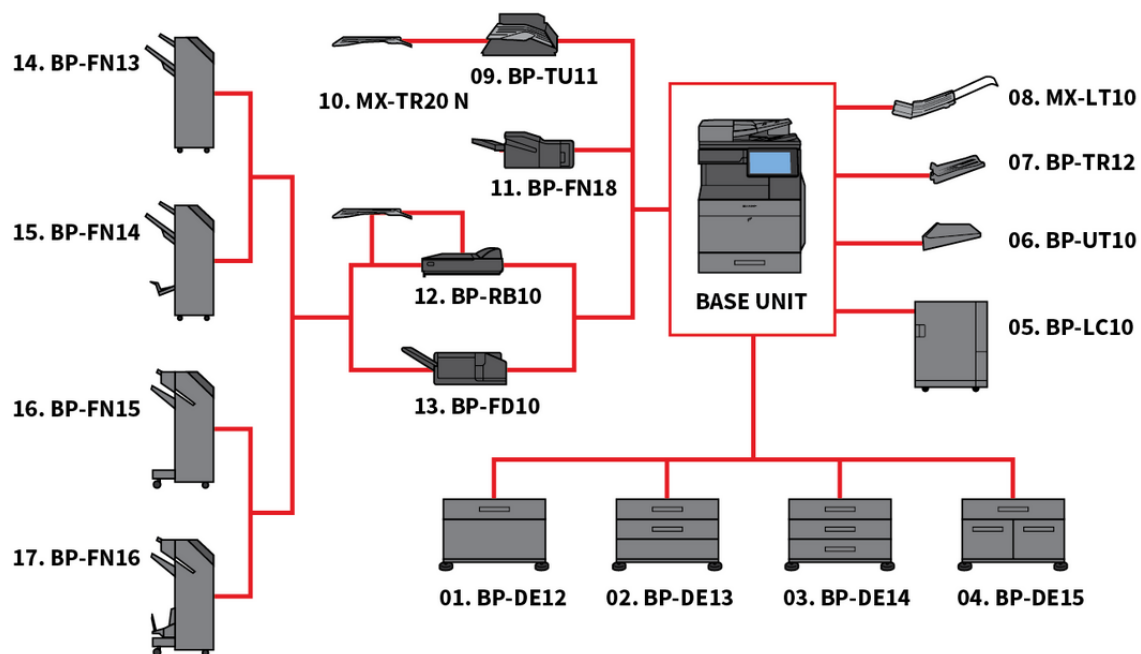 14. BP-FN13
09. BP-TU11
10. MX-TR20 N
08. MX-LT10
07. BP-TR12
11. BP-FN18
15. BP-FN14
06. BP-UT10
12. BP-RB10
BASE UNIT
05. BP-LC10
16. BP-FN15
13. BP-FD10
17. BP-FN16
01. BP-DE12
02. BP-DE13
03. BP-DE14
04. BP-DE15